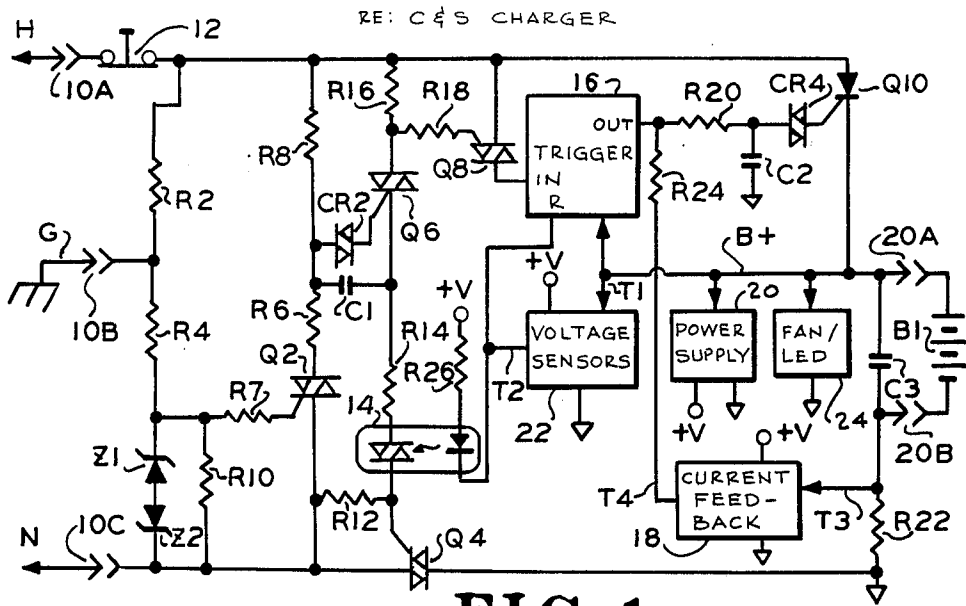 RE: C & S CHARGER
H
12
10A
R16
R18
16
OUT
TRIGGER
IN
R
R20
CR4
Q10
R8
Q8
R24
C2
R2
CR2
Q6
G
+V
B+
20A
T1
10B
R4
R6
C1
+V
R14
VOLTAGE
SENSORS
20
POWER
SUPPLY
FAN/
LED
B1
Q2
R26
T2
C3
R7
14
22
+V
24
20B
Z1
R10
+V
R12
T4
CURRENT
FEED-
BACK
T3
Z2
18
R22
N
10C
Q4
FIG. 1